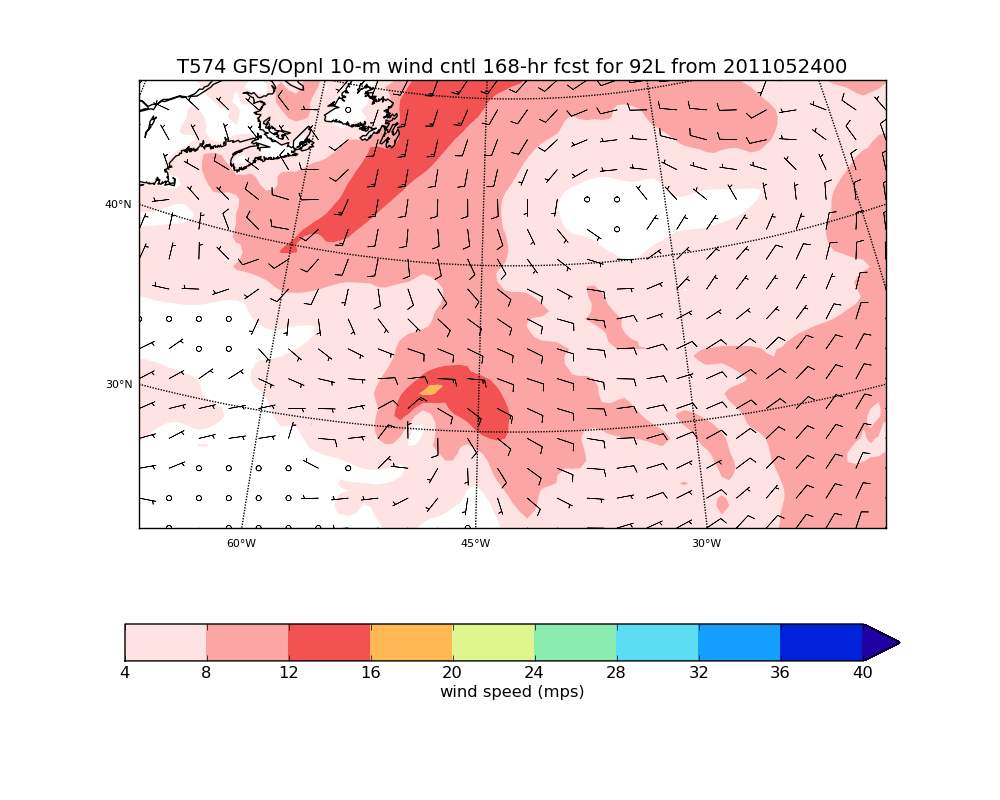 T574 GFS/Opnl 10-m wind cntl 168-hr fcst for 92L from 2011052400
40°N
30°N
60°W 45°W 30°W
4 8 12 16 20 24 28 32 36 40
wind speed (mps)